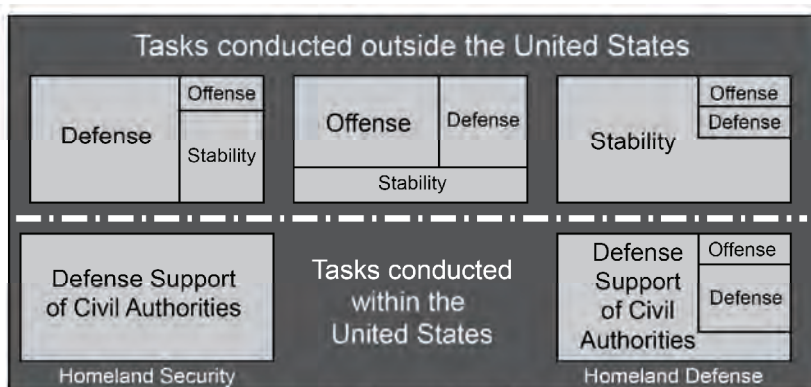 Tasks conducted outside the United States
Defense
Offense
Stability
Offense
Defense
Stability
Stability
Offense
Defense
Defense Support
of Civil Authorities
Homeland Security
Tasks conducted
within the
United States
Defense
Support
of Civil
Authorities
Offense
Defense
Homeland Defense